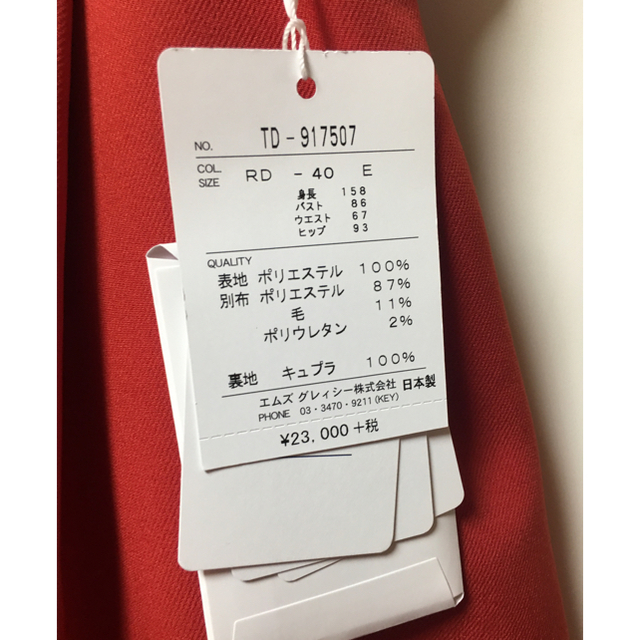 NO. TD-917507
COL.
SIZE RD -40 E
身長 158
バスト 86
ウエスト 67
ヒップ 93
QUALITY
表地 ポリエステル 100%
別布 ポリエステル 87%
毛 11%
ポリウレタン 2%
裏地 キュプラ 100%
エムズ グレィシー株式会社 日本製
PHONE 03・3470・9211(KEY)
¥23,000+税